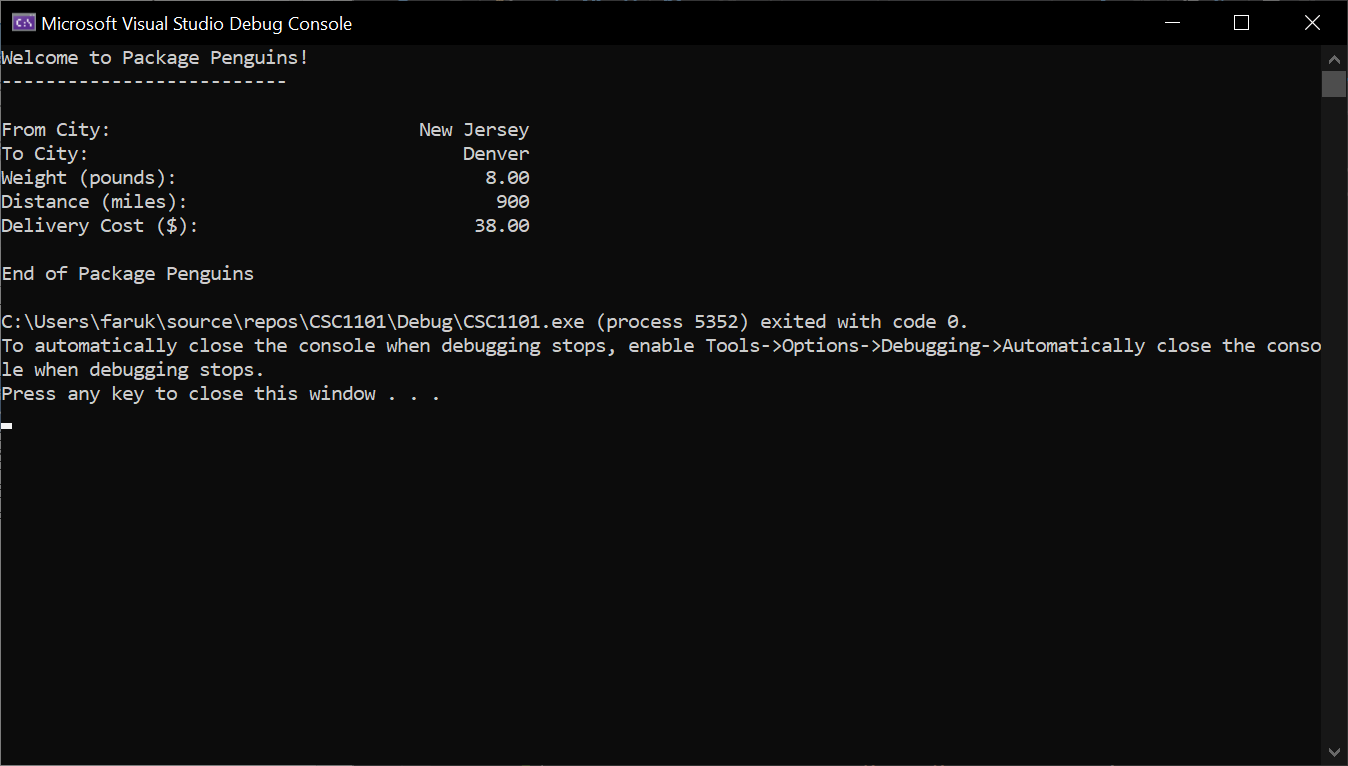 Microsoft Visual Studio Debug Console
Welcome to Package Penguins!
--------------------------
From City: New Jersey
To City: Denver
Weight (pounds): 8.00
Distance (miles): 900
Delivery Cost ($): 38.00
End of Package Penguins
C:\Users\faruk\source\repos\CSC1101\Debug\CSC1101.exe (process 5352) exited with code 0.
To automatically close the console when debugging stops, enable Tools->Options->Debugging->Automatically close the conso
le when debugging stops.
Press any key to close this window . . .